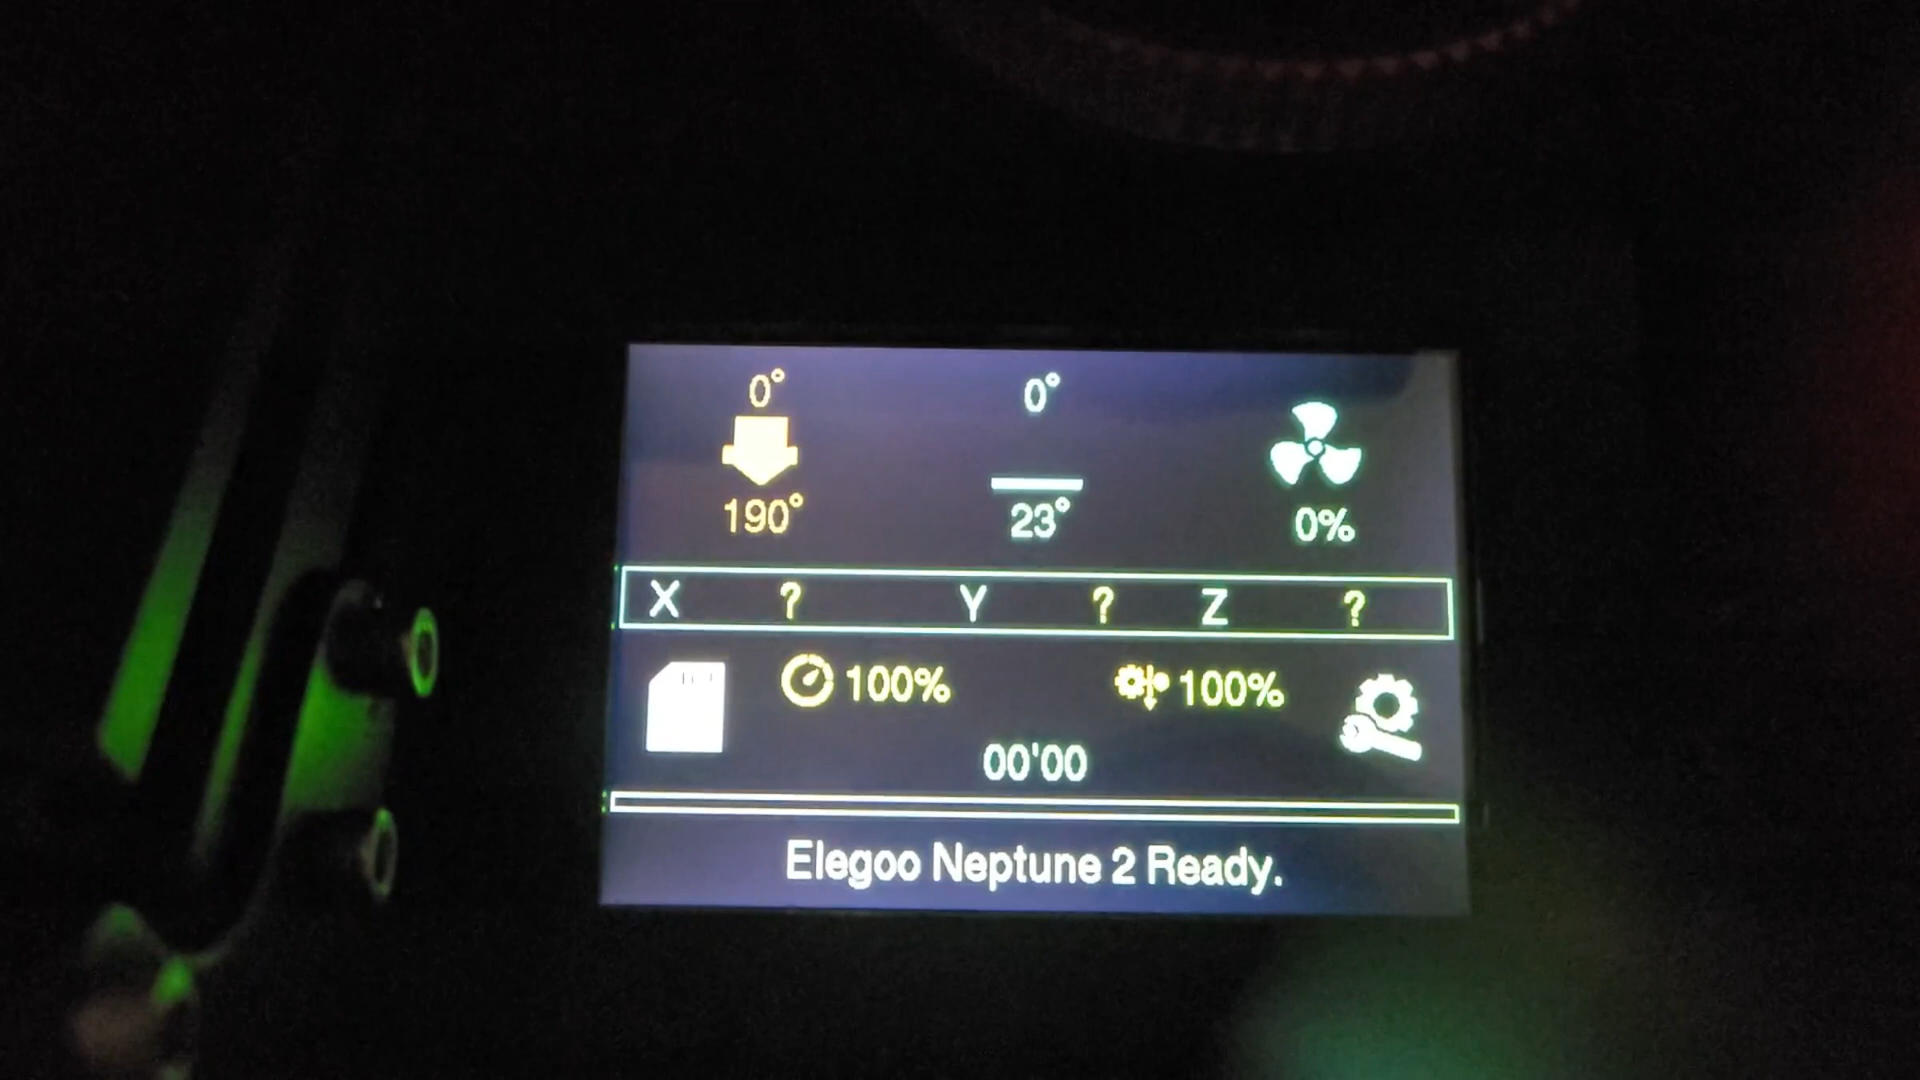 0° 0°
190° 23° 0%
X ? Y ? Z ?
100% 100%
00'00
Elegoo Neptune 2 Ready.